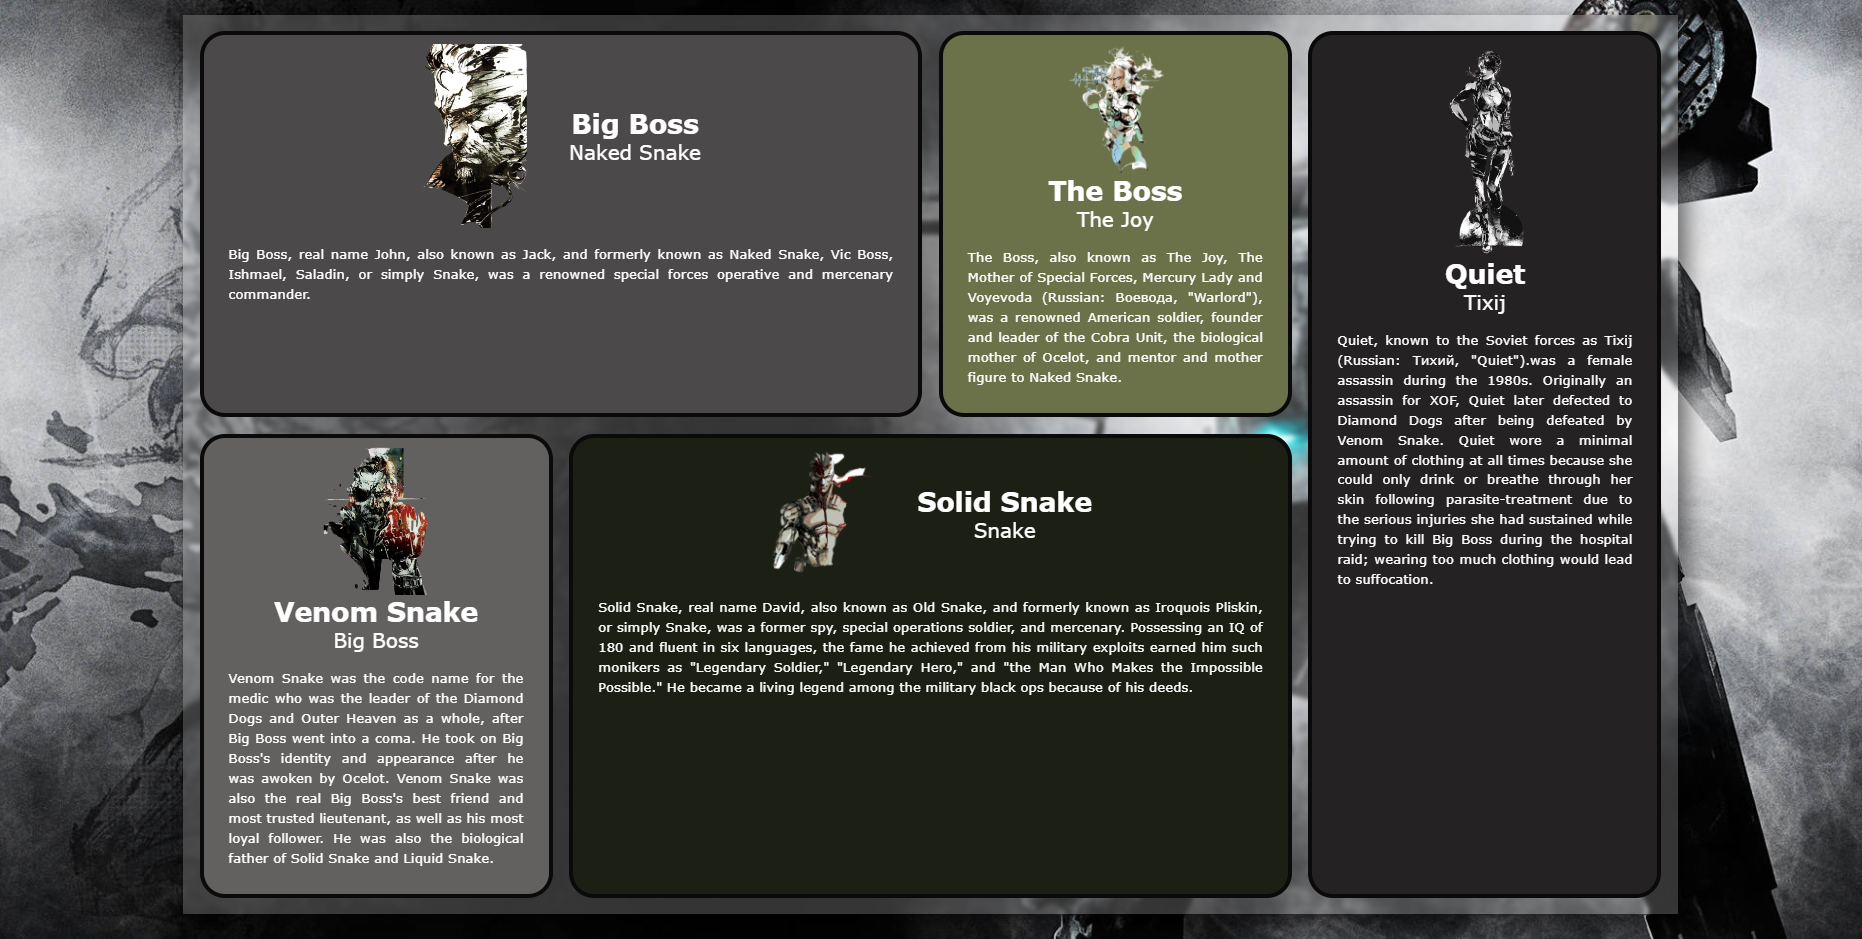 Big Boss
Naked Snake
Big Boss, real name John, also known as Jack, and formerly known as Naked Snake, Vic Boss,
Ishmael, Saladin, or simply Snake, was a renowned special forces operative and mercenary
commander.
The Boss
The Joy
The Boss, also known as The Joy, The
Mother of Special Forces, Mercury Lady and
Voyevoda (Russian: Воевода, "Warlord"),
was a renowned American soldier, founder
and leader of the Cobra Unit, the biological
mother of Ocelot, and mentor and mother
figure to Naked Snake.
Quiet
Tixij
Quiet, known to the Soviet forces as Tixij
(Russian: Тихий, "Quiet").was a female
assassin during the 1980s. Originally an
assassin for XOF, Quiet later defected to
Diamond Dogs after being defeated by
Venom Snake. Quiet wore a minimal
amount of clothing at all times because she
could only drink or breathe through her
skin following parasite-treatment due to
the serious injuries she had sustained while
trying to kill Big Boss during the hospital
raid; wearing too much clothing would lead
to suffocation.
Venom Snake
Big Boss
Venom Snake was the code name for the
medic who was the leader of the Diamond
Dogs and Outer Heaven as a whole, after
Big Boss went into a coma. He took on Big
Boss's identity and appearance after he
was awoken by Ocelot. Venom Snake was
also the real Big Boss's best friend and
most trusted lieutenant, as well as his most
loyal follower. He was also the biological
father of Solid Snake and Liquid Snake.
Solid Snake
Snake
Solid Snake, real name David, also known as Old Snake, and formerly known as Iroquois Pliskin,
or simply Snake, was a former spy, special operations soldier, and mercenary. Possessing an IQ of
180 and fluent in six languages, the fame he achieved from his military exploits earned him such
monikers as "Legendary Soldier," "Legendary Hero," and "the Man Who Makes the Impossible
Possible." He became a living legend among the military black ops because of his deeds.